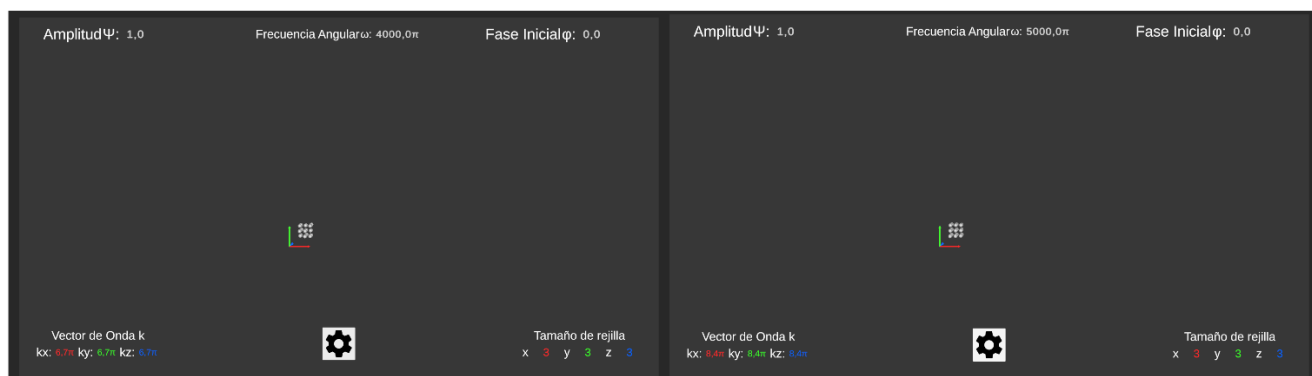 AmplitudΨ: 1,0 Frecuencia Angularω: 4000,0π Fase Inicialφ: 0,0
Vector de Onda k Tamaño de rejilla
kx: 6,7π ky: 6,7π kz: 6,7π x 3 y 3 z 3
AmplitudΨ: 1,0 Frecuencia Angularω: 5000,0π Fase Inicialφ: 0,0
Vector de Onda k Tamaño de rejilla
kx: 8,4π ky: 8,4π kz: 8,4π x 3 y 3 z 3